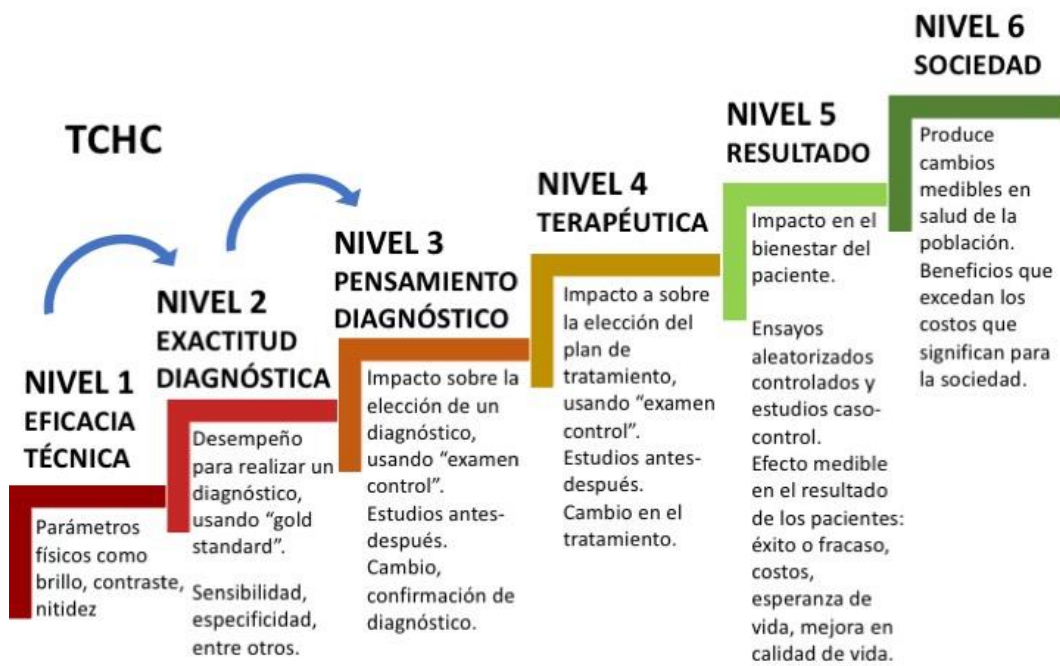 TCHC
NIVEL 1
EFICACIA
TÉCNICA
Parámetros
físicos como
brillo, contraste,
nitidez
NIVEL 2
EXACTITUD
DIAGNÓSTICA
Desempeño
para realizar un
diagnóstico,
usando “gold
standard”.
Sensibilidad,
especificidad,
entre otros.
NIVEL 3
PENSAMIENTO
DIAGNÓSTICO
Impacto sobre la
elección de un
diagnóstico,
usando “examen
control”.
Estudios antes-
después.
Cambio,
confirmación de
diagnóstico.
NIVEL 4
TERAPÉUTICA
Impacto a sobre
la elección del
plan de
tratamiento,
usando “examen
control”.
Estudios antes-
después.
Cambio en el
tratamiento.
NIVEL 5
RESULTADO
Impacto en el
bienestar del
paciente.
Ensayos
aleatorizados
controlados y
estudios caso-
control.
Efecto medible
en el resultado
de los pacientes:
éxito o fracaso,
costos,
esperanza de
vida, mejora en
calidad de vida.
NIVEL 6
SOCIEDAD
Produce
cambios
medibles en
salud de la
población.
Beneficios que
excedan los
costos que
significan para
la sociedad.